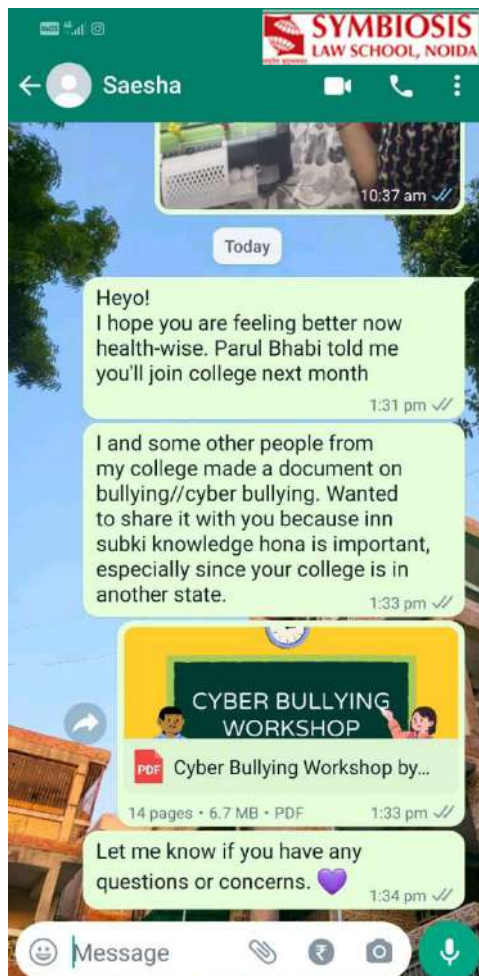 SYMBIOSIS
LAW SCHOOL, NOIDA
Saesha
10:37 am
Today
Heyo!
I hope you are feeling better now
health-wise. Parul Bhabi told me
you'll join college next month
1:31 pm
I and some other people from
my college made a document on
bullying//cyber bullying. Wanted
to share it with you because inn
subki knowledge hona is important,
especially since your college is in
another state.
1:33 pm
CYBER BULLYING
WORKSHOP
PDF Cyber Bullying Workshop by...
14 pages • 6.7 MB • PDF 1:33 pm
Let me know if you have any
questions or concerns. 💜
1:34 pm
Message